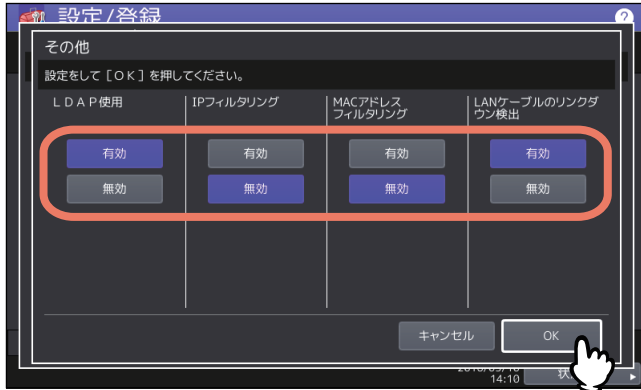 設定/登録
?
その他
設定をして［ＯＫ］を押してください。
ＬＤＡＰ使用
IPフィルタリング
MACアドレス
フィルタリング
LANケーブルのリンクダ
ウン検出
有効
有効
有効
有効
無効
無効
無効
無効
キャンセル
OK
14:10